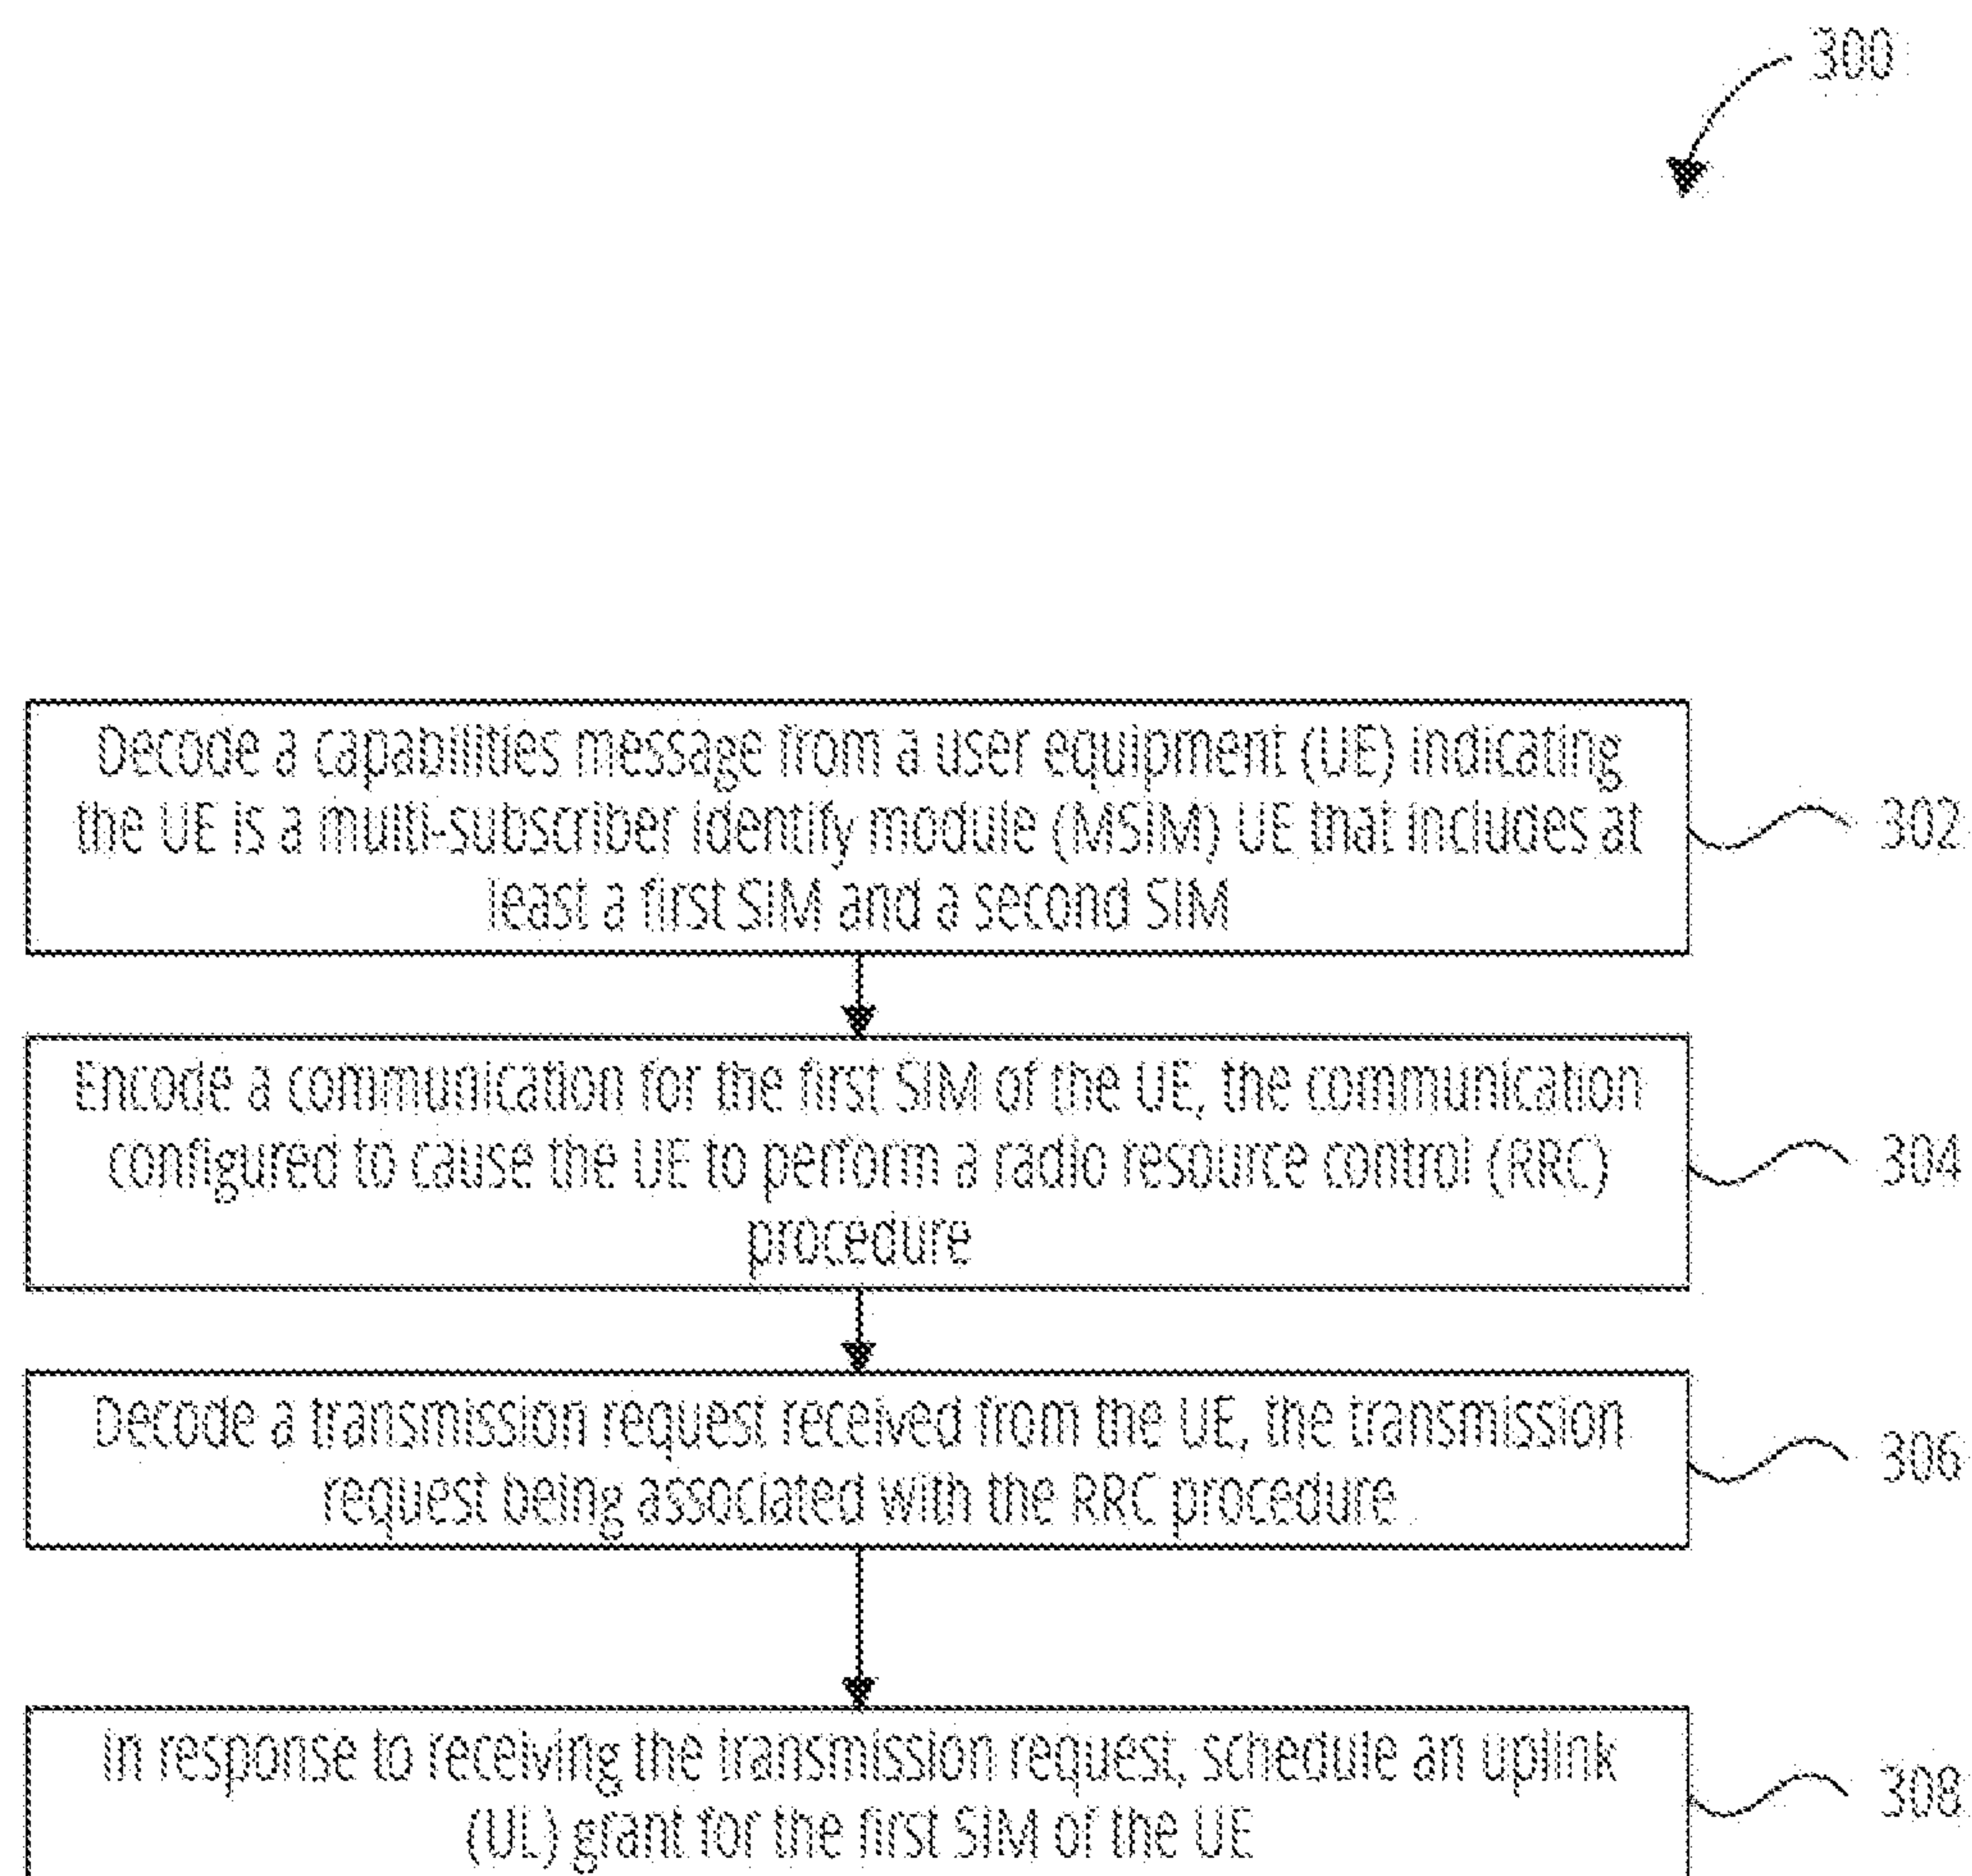 300
Decode a capabilities message from a user equipment (UE) indicating
the UE is a multi-subscriber identify module (MSIM) UE that includes at
least a first SIM and a second SIM
302
Encode a communication for the first SIM of the UE, the communication
configured to cause the UE to perform a radio resource control (RRC)
procedure
304
Decode a transmission request received from the UE, the transmission
request being associated with the RRC procedure
306
In response to receiving the transmission request, schedule an uplink
(UL) grant for the first SIM of the UE
308